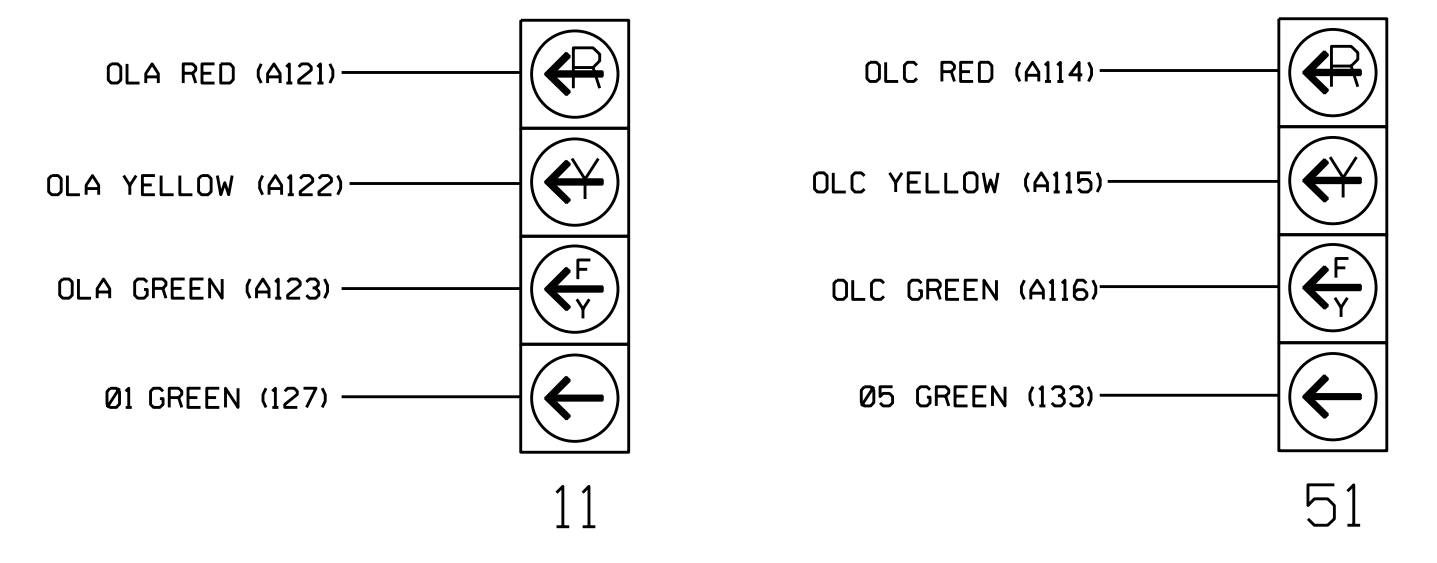 OLA RED (A121)
R
OLA YELLOW (A122)
Y
OLA GREEN (A123)
F
Y
Ø1 GREEN (127)
11
OLC RED (A114)
R
OLC YELLOW (A115)
Y
OLC GREEN (A116)
F
Y
Ø5 GREEN (133)
51